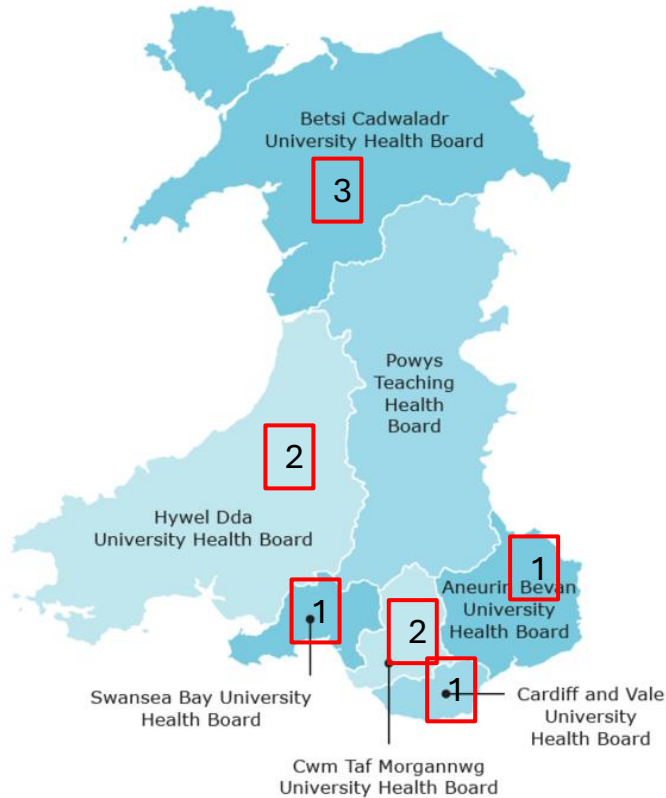 Betsi Cadwaladr
University Health Board
3
Powys
Teaching
Health
Board
2
Hywel Dda
University Health Board
1
Aneurin Bevan
University
Health Board
1
2
1
Swansea Bay University
Health Board
Cardiff and Vale
University
Health Board
Cwm Taf Morgannwg
University Health Board